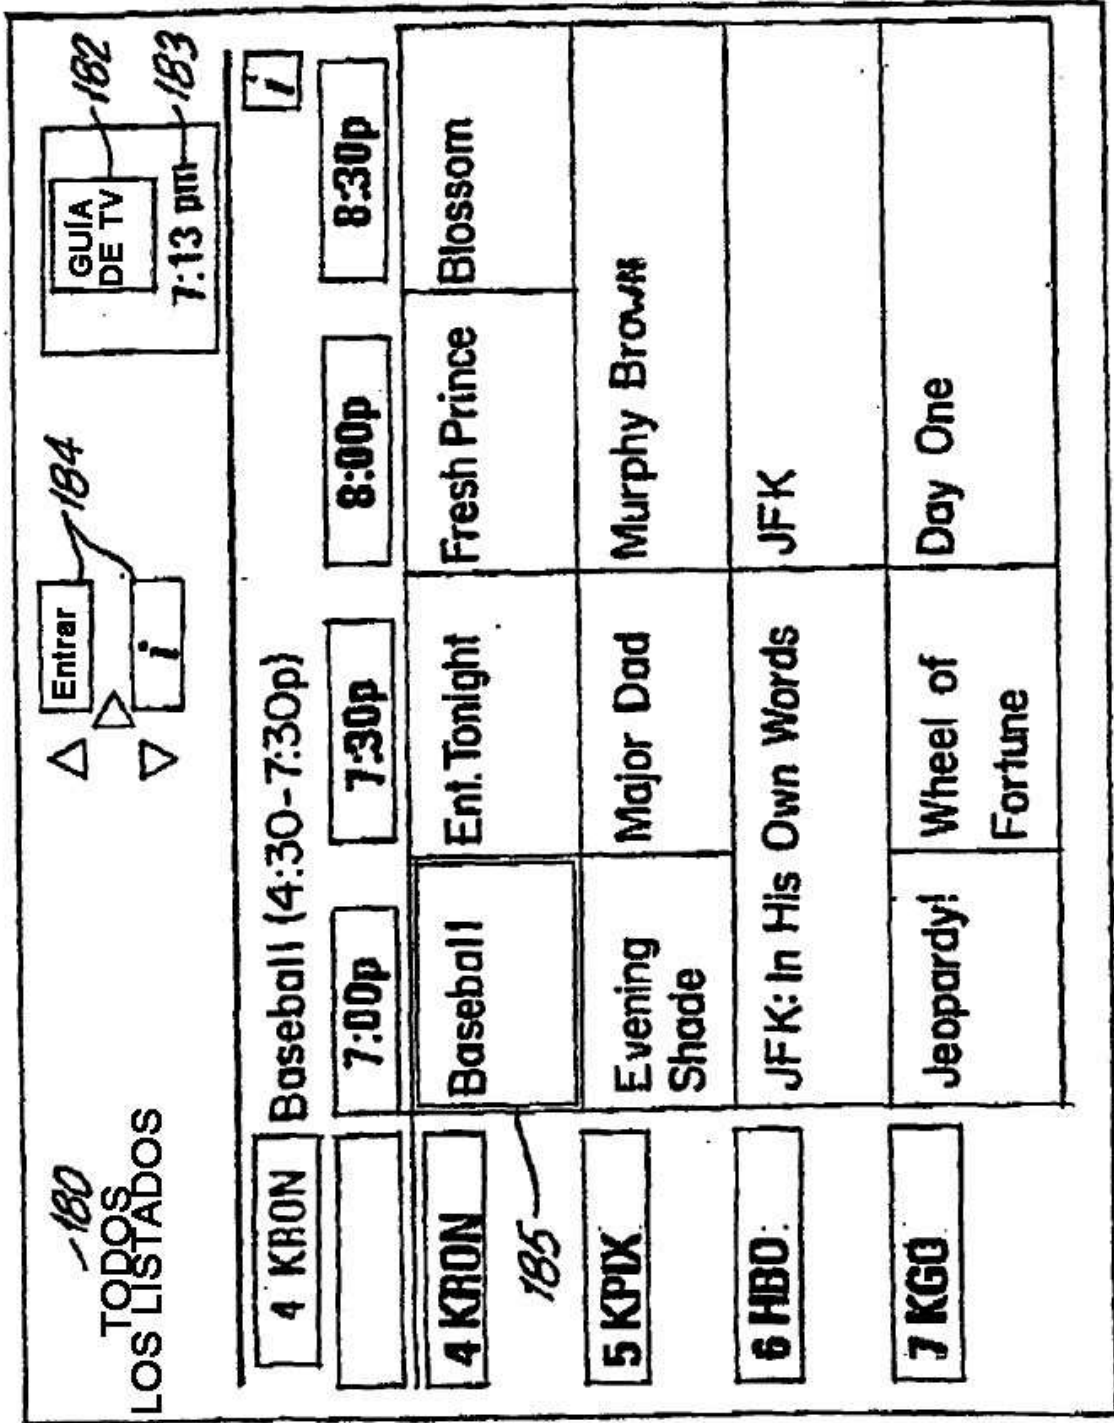 180
TODOS
LOS LISTADOS
Entrar
i
184
GUÍA
DE TV
7:13 pm
182
183
4 KRON
Baseball (4:30-7:30p)
i
7:00p
7:30p
8:00p
8:30p
4 KRON
Baseball
Ent. Tonight
Fresh Prince
Blossom
185
5 KPIX
Evening
Shade
Major Dad
Murphy Brown
6 HBO
JFK: In His Own Words
JFK
7 KGO
Jeopardy!
Wheel of
Fortune
Day One